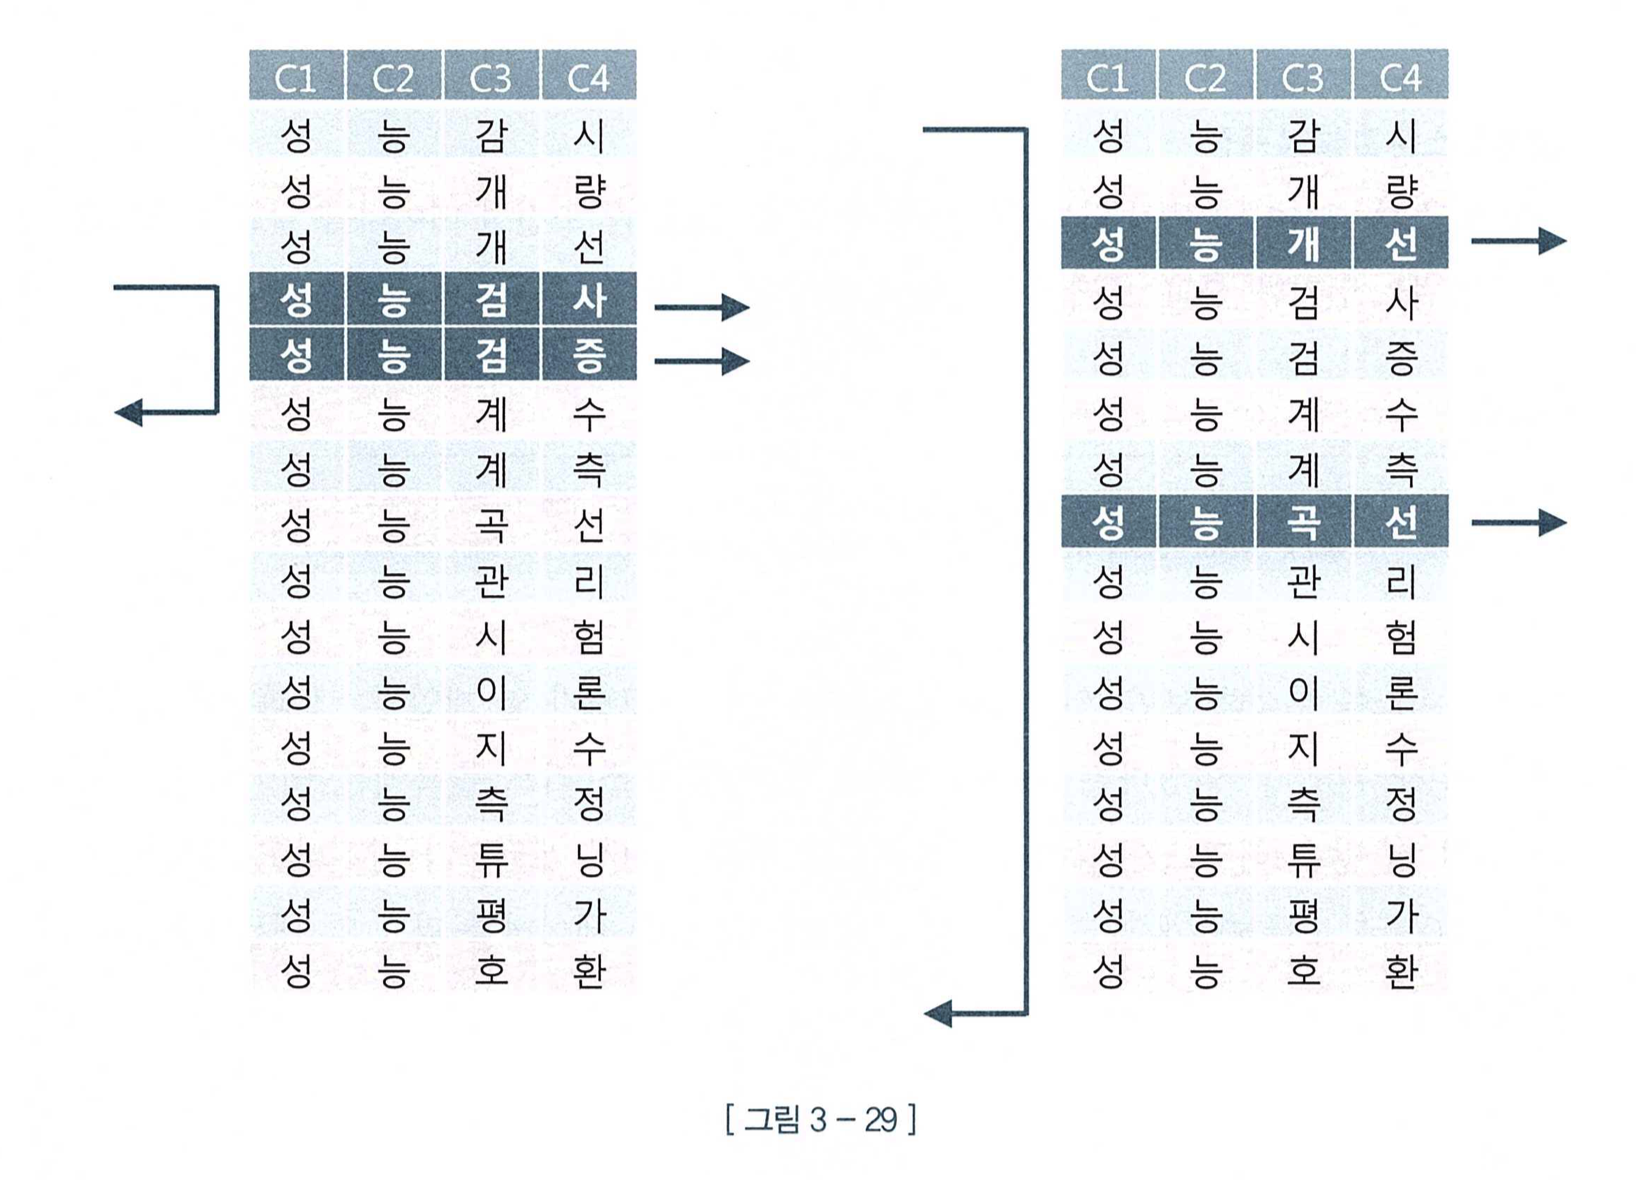 C1 C2 C3 C4
성 능 감 시
성 능 개 량
성 능 개 선
성 능 검 사
성 능 검 증
성 능 계 수
성 능 계 측
성 능 곡 선
성 능 관 리
성 능 시 험
성 능 이 론
성 능 지 수
성 능 측 정
성 능 튜 닝
성 능 평 가
성 능 호 환
C1 C2 C3 C4
성 능 감 시
성 능 개 량
성 능 개 선
성 능 검 사
성 능 검 증
성 능 계 수
성 능 계 측
성 능 곡 선
성 능 관 리
성 능 시 험
성 능 이 론
성 능 지 수
성 능 측 정
성 능 튜 닝
성 능 평 가
성 능 호 환
[ 그림 3 – 29 ]